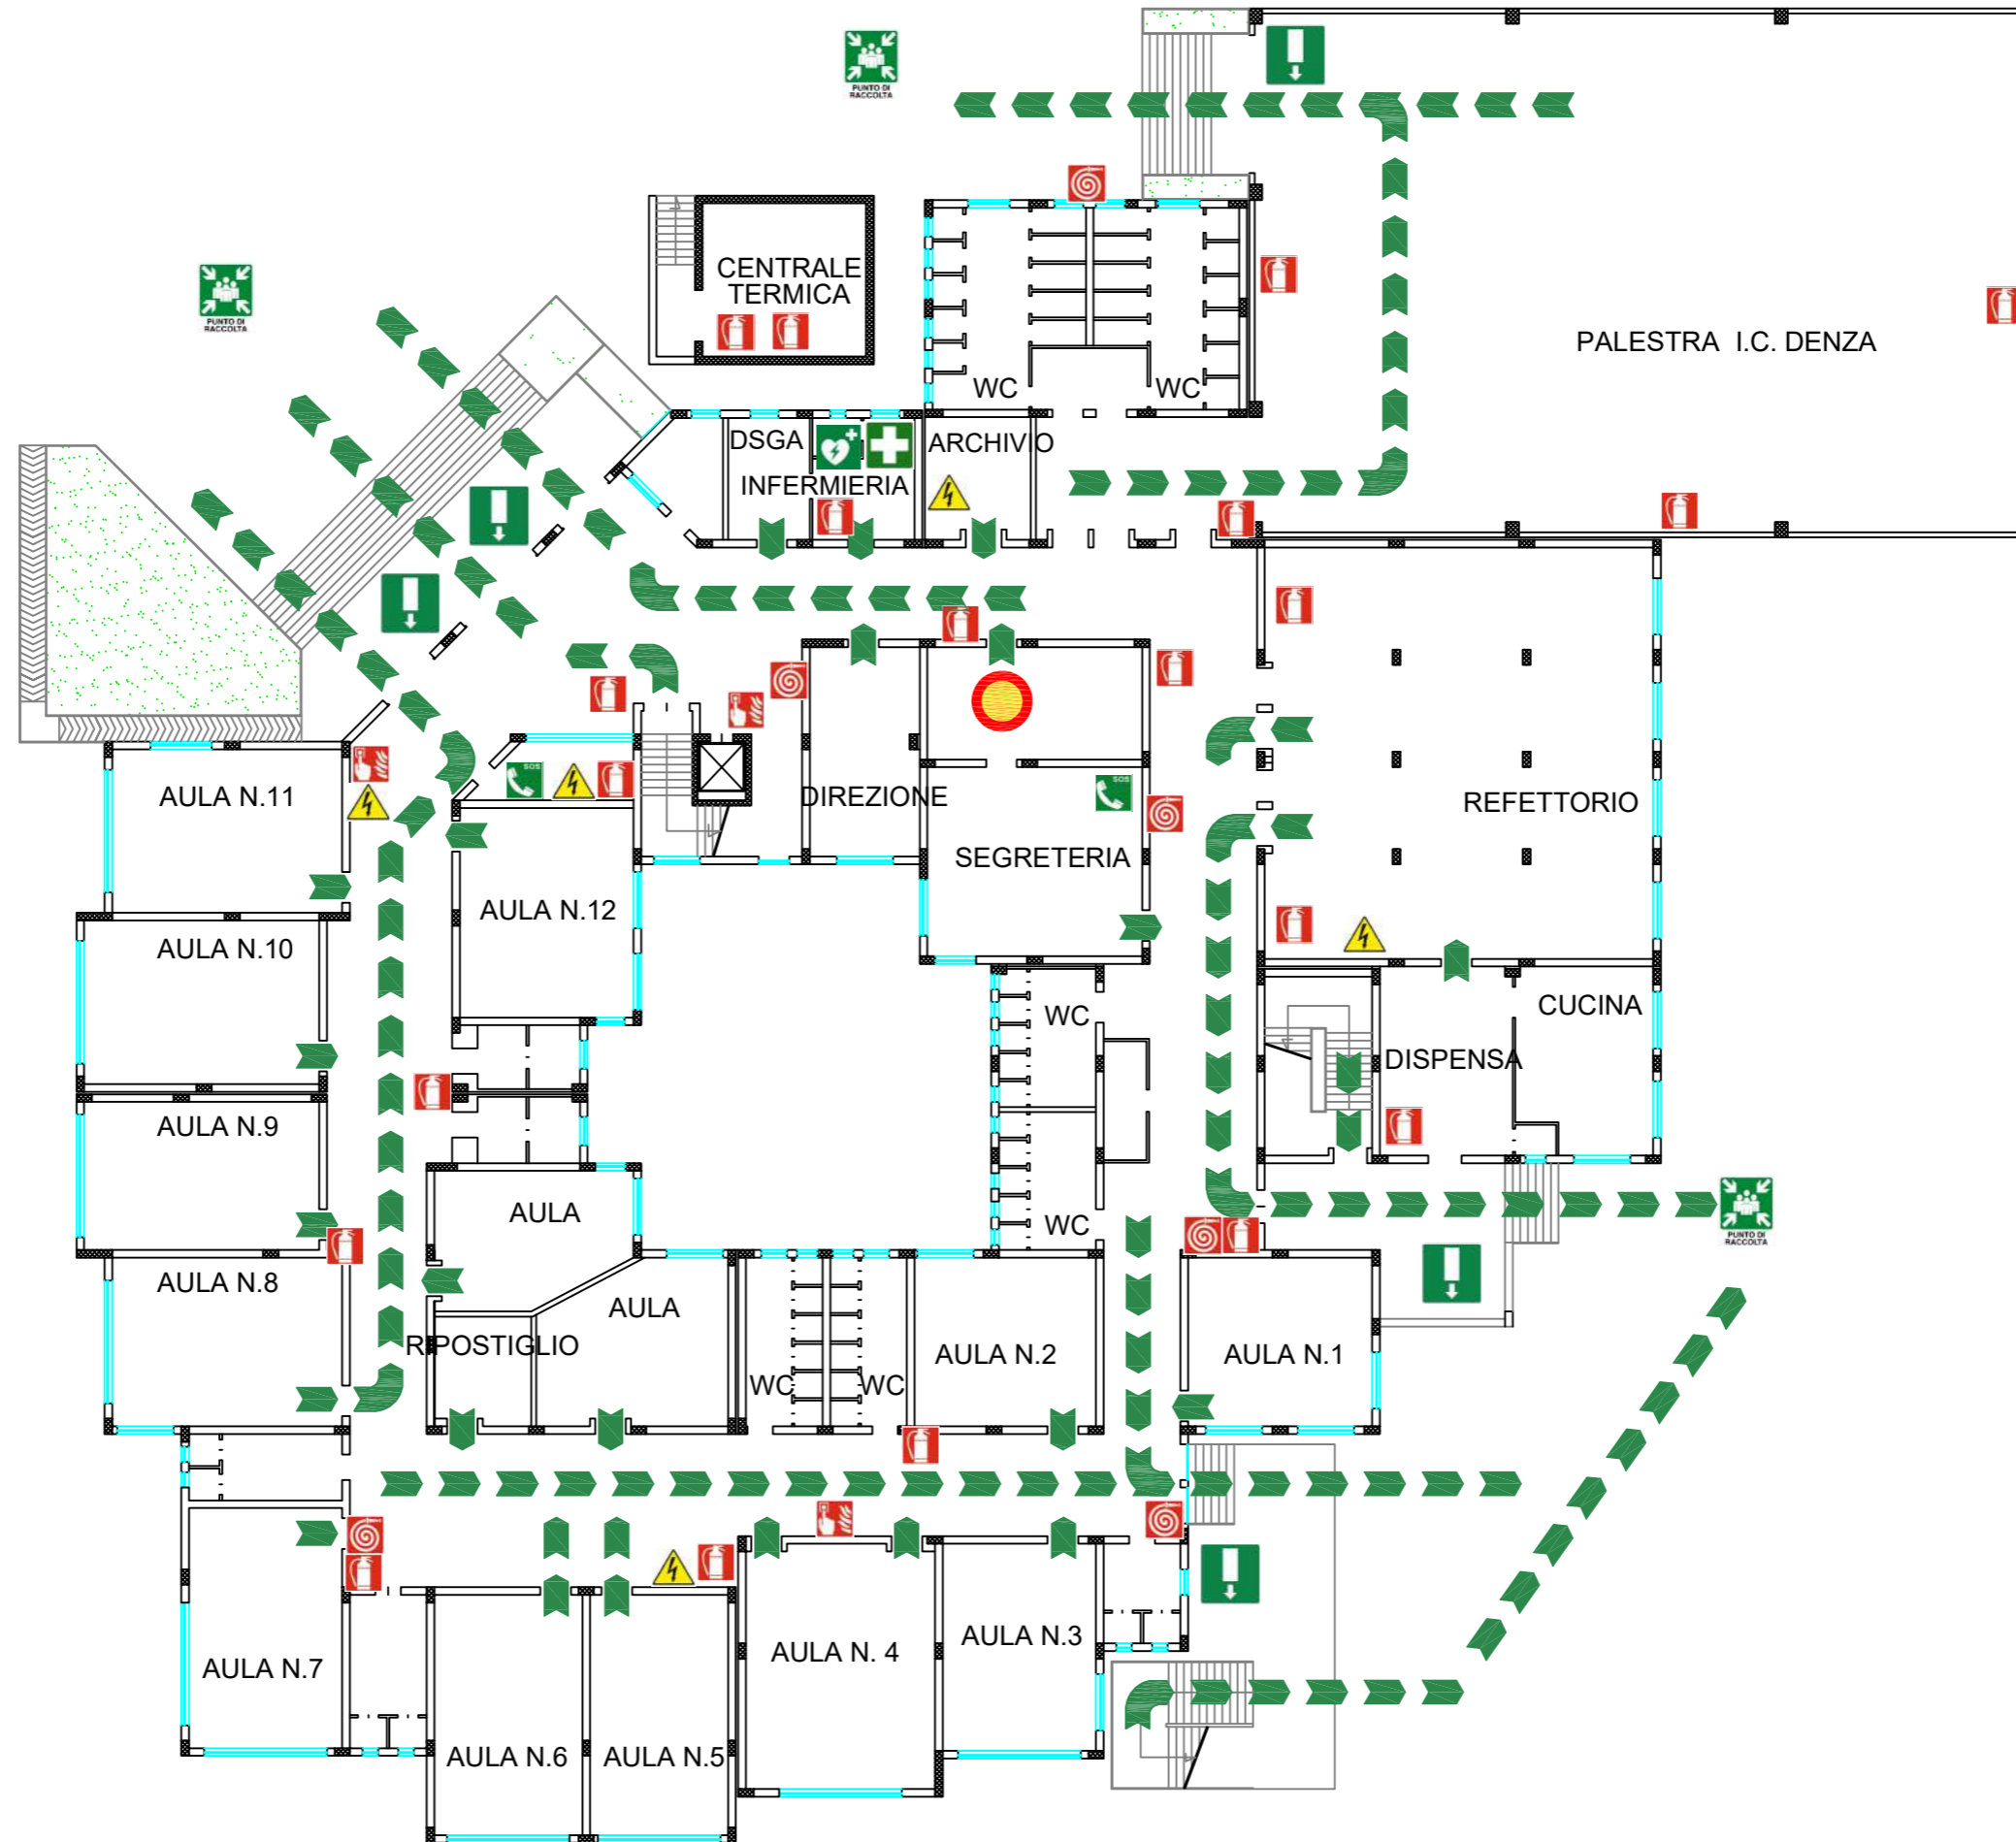 PUNTO DI
RACCOLTA
CENTRALE
TERMICA
PUNTO DI
RACCOLTA
PALESTRA I.C. DENZA
WC
WC
DSGA
ARCHIVIO
INFERMIERIA
SOS
SOS
AULA N.11
DIREZIONE
REFETTORIO
SEGRETERIA
AULA N.12
AULA N.10
CUCINA
WC
DISPENSA
AULA N.9
AULA
WC
PUNTO DI
RACCOLTA
AULA N.8
AULA
RIPOSTIGLIO
AULA N.2
AULA N.1
WC
WC
AULA N.3
AULA N. 4
AULA N.7
AULA N.6
AULA N.5